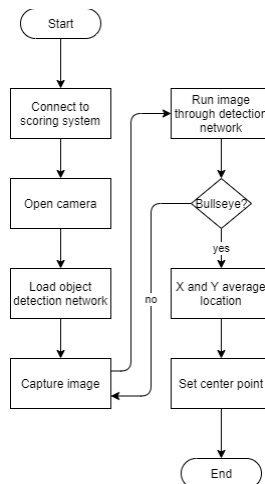 Start
Connect to
scoring system
Open camera
Load object
detection network
Capture image
Run image
through detection
network
Bullseye?
yes
no
X and Y average
location
Set center point
End